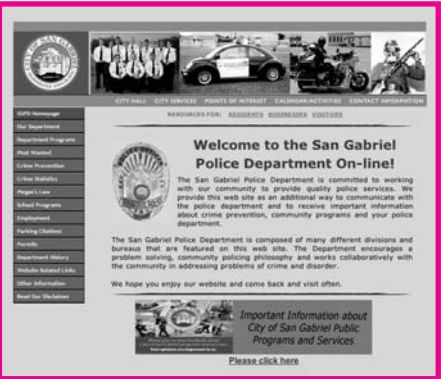 CITY OF SAN GABRIEL
CITY HALL CITY SERVICES POINTS OF INTEREST CALENDAR/ACTIVITIES CONTACT INFORMATION
RESOURCES FOR: RESIDENTS BUSINESSES VISITORS
SGPD Homepage
Our Department
Department Programs
Most Wanted
Crime Prevention
Crime Statistics
Megan's Law
School Programs
Employment
Parking Citations
Permits
Department History
Website Related Links
Other Information
Read Our Disclaimer
Welcome to the San Gabriel
Police Department On-line!
The San Gabriel Police Department is committed to working
with our community to provide quality police services. We
provide this web site as an additional way to communicate with
the police department and to receive important information
about crime prevention, community programs and your police
department.
The San Gabriel Police Department is composed of many different divisions and
bureaus that are featured on this web site. The Department encourages a
problem solving, community policing philosophy and works collaboratively with
the community in addressing problems of crime and disorder.
We hope you enjoy our website and come back and visit often.
Important Information about
City of San Gabriel Public
Programs and Services
Please click here